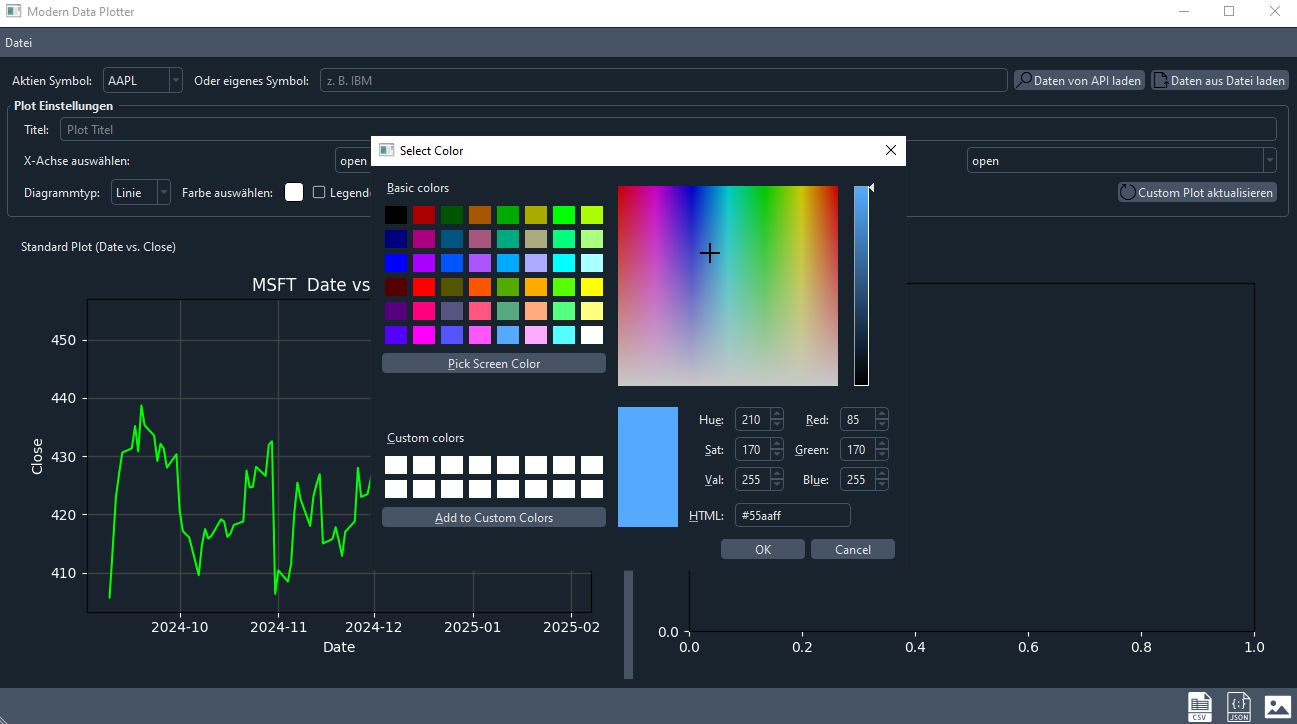 Modern Data Plotter
Datei
Aktien Symbol: AAPL Oder eigenes Symbol: z. B. IBM Daten von API laden Daten aus Datei laden
Plot Einstellungen
Titel: Plot Titel
X-Achse auswählen: open open
Diagrammtyp: Linie Farbe auswählen: Legende Custom Plot aktualisieren
Standard Plot (Date vs. Close)
MSFT Date vs
450
440
430
420
410
Close
2024-10 2024-11 2024-12 2025-01 2025-02
Date
Select Color
Basic colors
Pick Screen Color
Custom colors
Add to Custom Colors
Hue: 210 Red: 85
Sat: 170 Green: 170
Val: 255 Blue: 255
HTML: #55aaff
OK Cancel
0.0
0.0 0.2 0.4 0.6 0.8 1.0
CSV JSON